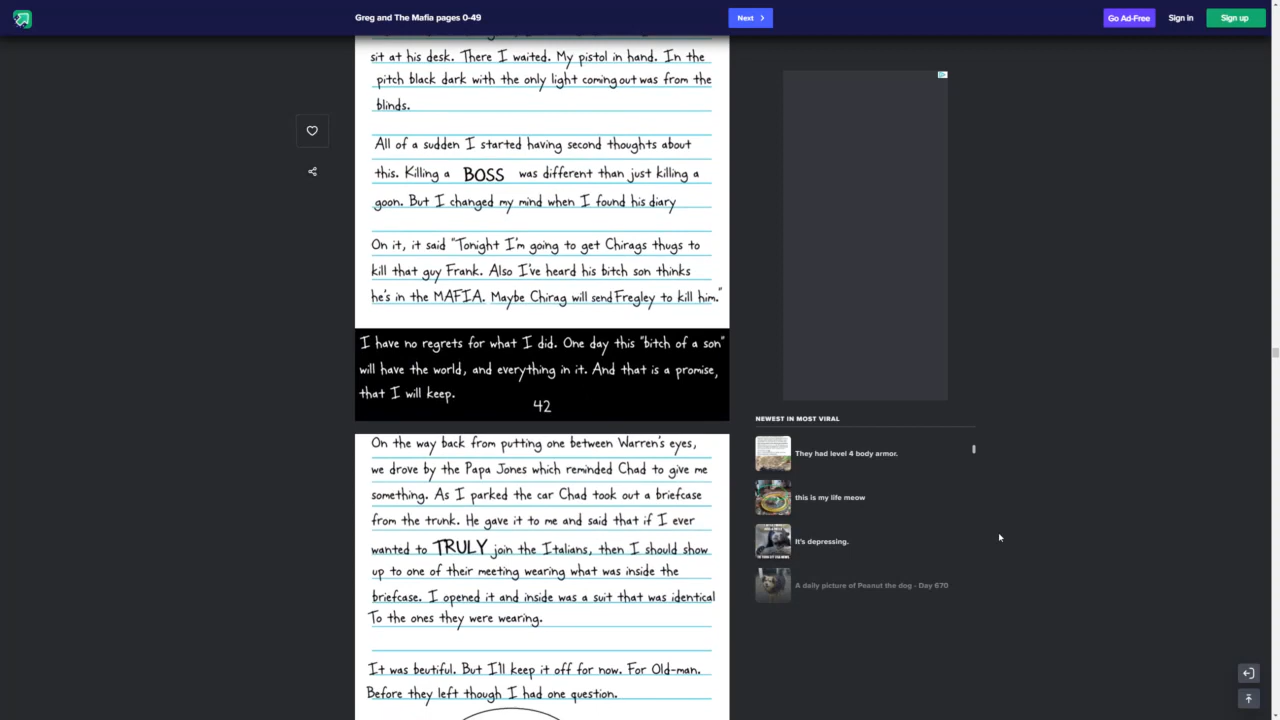 Greg and The Mafia pages 0-49
Next
Go Ad-Free
Sign in
Sign up
sit at his desk. There I waited. My pistol in hand. In the
pitch black dark with the only light coming out was from the
blinds.
All of a sudden I started having second thoughts about
this. Killing a BOSS was different than just killing a
goon. But I changed my mind when I found his diary
On it, it said "Tonight I'm going to get Chirags thugs to
kill that guy Frank. Also I've heard his bitch son thinks
he's in the MAFIA. Maybe Chirag will send Fregley to kill him."
I have no regrets for what I did. One day this "bitch of a son"
will have the world, and everything in it. And that is a promise,
that I will keep.
42
On the way back from putting one between Warren's eyes,
we drove by the Papa Jones which reminded Chad to give me
something. As I parked the car Chad took out a briefcase
from the trunk. He gave it to me and said that if I ever
wanted to TRULY join the Italians, then I should show
up to one of their meeting wearing what was inside the
briefcase. I opened it and inside was a suit that was identical
To the ones they were wearing.
It was beutiful. But I'll keep it off for now. For Old-man.
Before they left though I had one question.
NEWEST IN MOST VIRAL
They had level 4 body armor.
this is my life meow
It's depressing.
A daily picture of Peanut the dog - Day 670